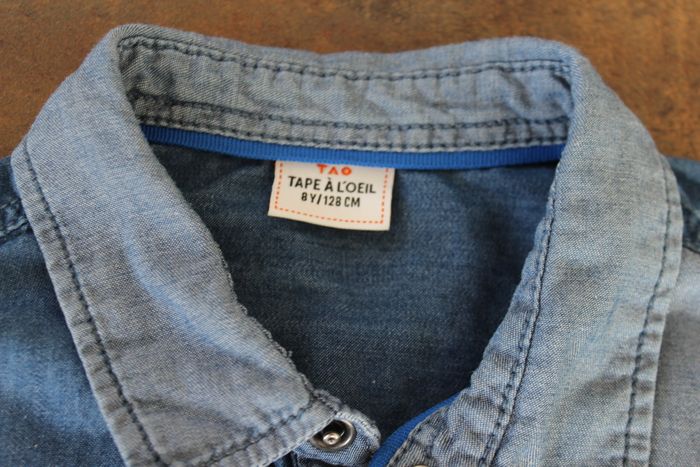 TAO
TAPE À L'OEIL
8Y/128 CM